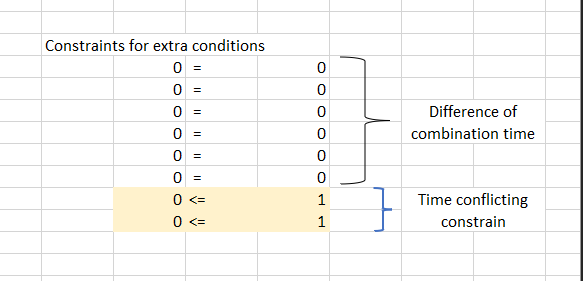 Constraints for extra conditions
0 = 0
0 = 0
0 = 0
0 = 0
0 = 0
0 = 0
0 <= 1
0 <= 1
Difference of
combination time
Time conflicting
constrain